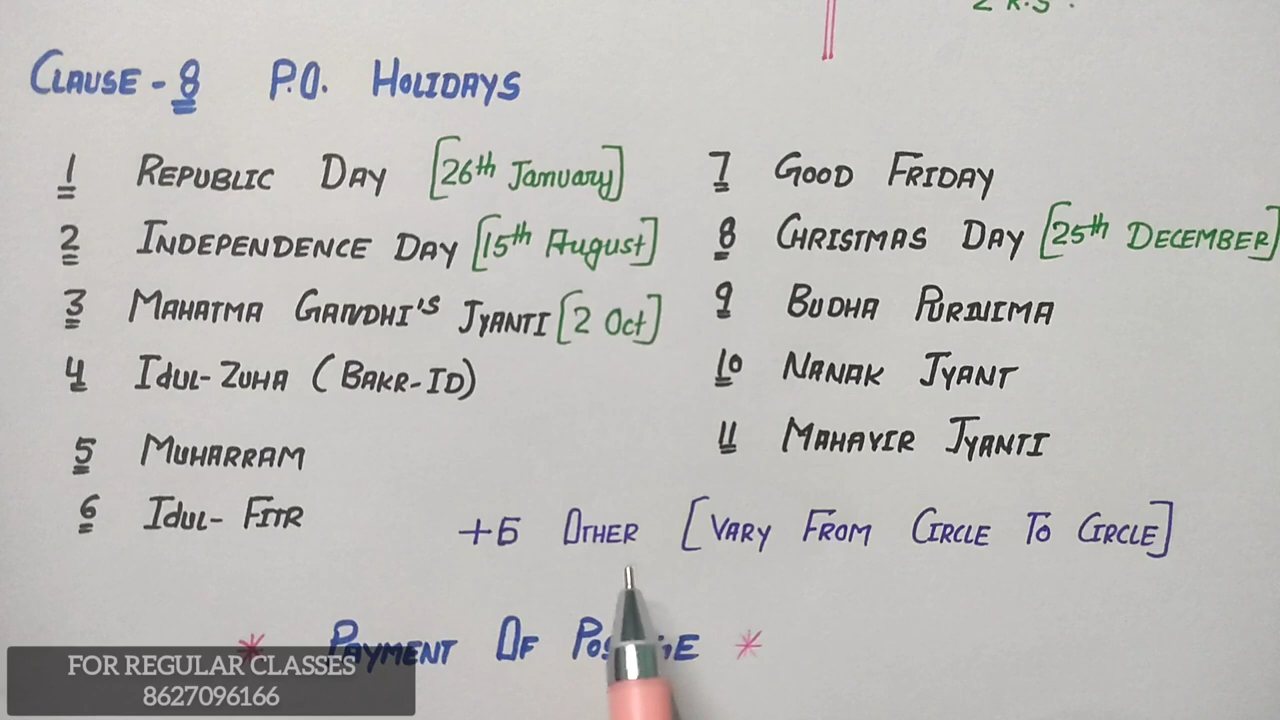 2 R.S.
CLAUSE - 8 P.O. HOLIDAYS
1 REPUBLIC DAY [26th January]
2 INDEPENDENCE DAY [15th August]
3 MAHATMA GANDHI'S JYANTI [2 Oct]
4 IDUL-ZUHA (BAKR-ID)
5 MUHARRAM
6 IDUL-FITR
7 GOOD FRIDAY
8 CHRISTMAS DAY [25th DECEMBER]
9 BUDHA PURNIMA
10 NANAK JYANT
11 MAHAVIR JYANTI
+6 OTHER [VARY FROM CIRCLE TO CIRCLE]
* PAYMENT OF *
FOR REGULAR CLASSES
8627096166